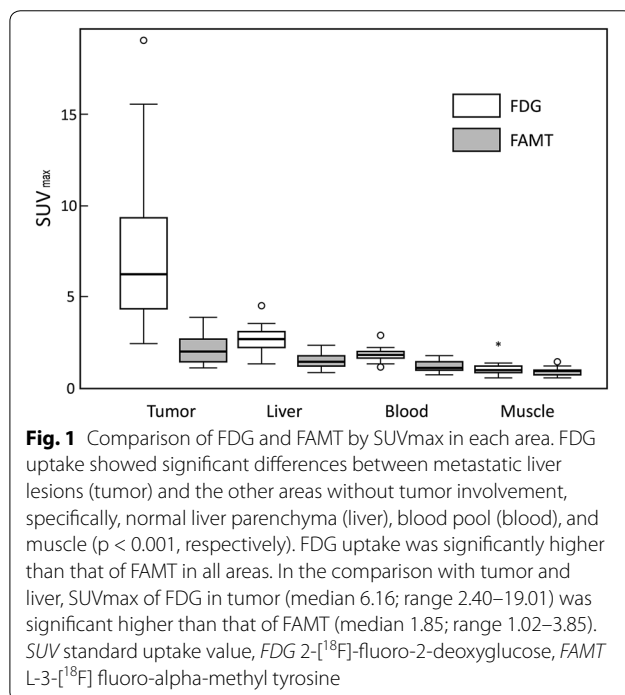 15
10
5
0
SUV max
FDG
FAMT
Tumor Liver Blood Muscle
*
Fig. 1 Comparison of FDG and FAMT by SUVmax in each area. FDG
uptake showed significant differences between metastatic liver
lesions (tumor) and the other areas without tumor involvement,
specifically, normal liver parenchyma (liver), blood pool (blood), and
muscle (p < 0.001, respectively). FDG uptake was significantly higher
than that of FAMT in all areas. In the comparison with tumor and
liver, SUVmax of FDG in tumor (median 6.16; range 2.40–19.01) was
significant higher than that of FAMT (median 1.85; range 1.02–3.85).
SUV standard uptake value, FDG 2-[¹⁸F]-fluoro-2-deoxyglucose, FAMT
L-3-[¹⁸F] fluoro-alpha-methyl tyrosine